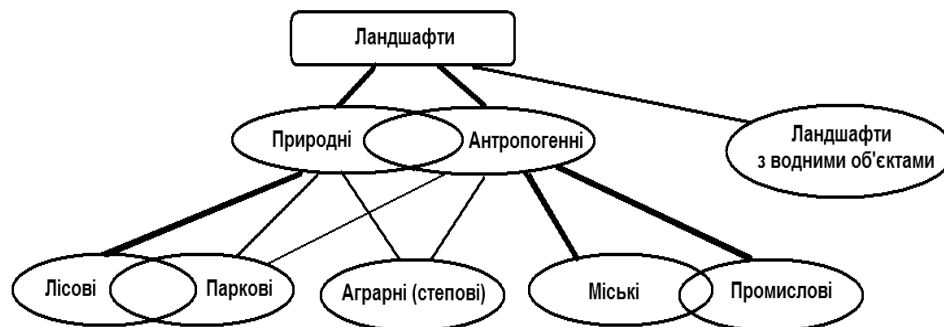 Ландшафти
Природні
Антропогенні
Ландшафти
з водними об'єктами
Лісові
Паркові
Аграрні (степові)
Міські
Промислові